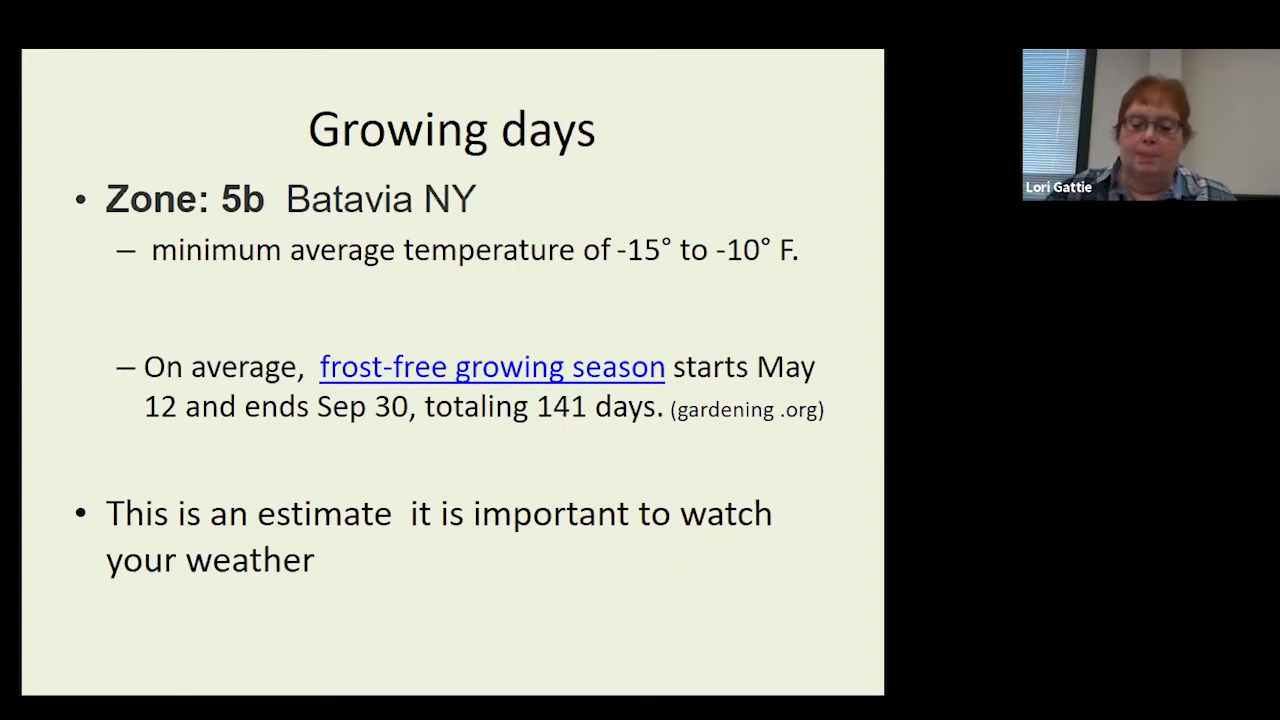 Growing days
• Zone: 5b Batavia NY
– minimum average temperature of -15° to -10° F.
– On average, frost-free growing season starts May
12 and ends Sep 30, totaling 141 days. (gardening .org)
• This is an estimate it is important to watch
your weather
Lori Gattie